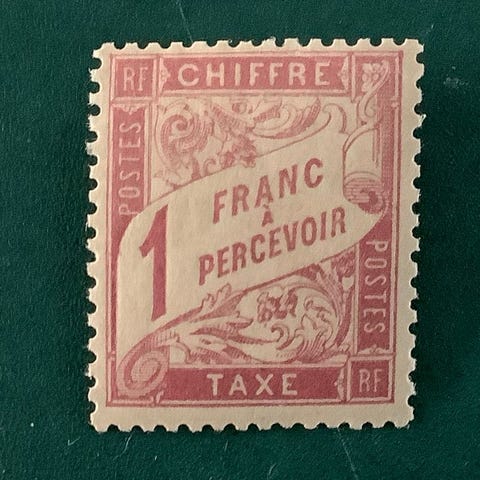 RF CHIFFRE
POSTES
1 FRANC
À
PERCEVOIR
POSTES
TAXE RF